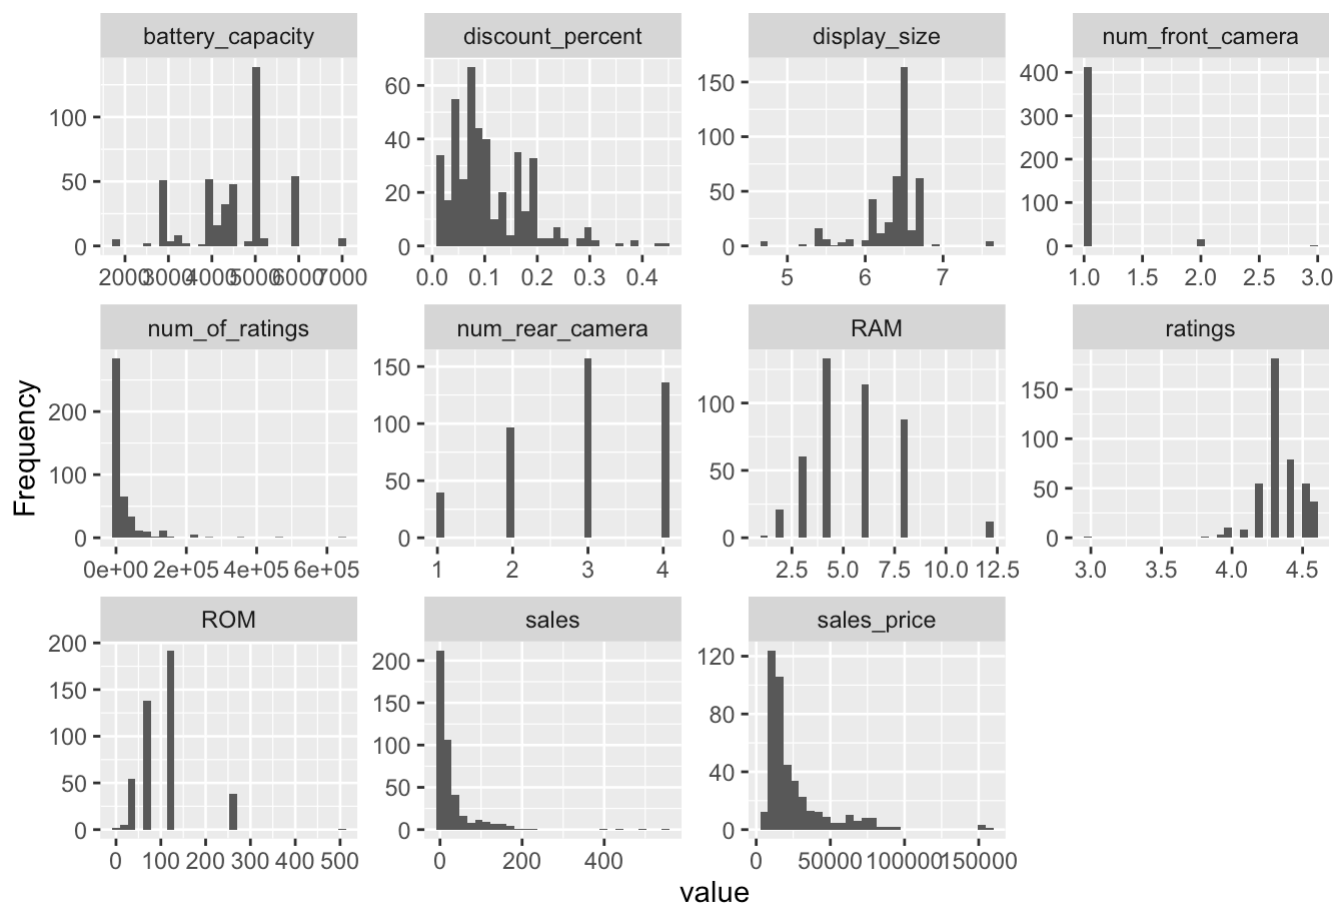 battery_capacity
discount_percent
display_size
num_front_camera
100
50
0
2000 3000 4000 5000 6000 7000
60
40
20
0
0.0 0.1 0.2 0.3 0.4
150
100
50
0
5 6 7
400
300
200
100
0
1.0 1.5 2.0 2.5 3.0
num_of_ratings
num_rear_camera
RAM
ratings
200
100
0
0e+00 2e+05 4e+05 6e+05
150
100
50
0
1 2 3 4
100
50
0
2.5 5.0 7.5 10.0 12.5
150
100
50
0
3.0 3.5 4.0 4.5
ROM
sales
sales_price
200
150
100
50
0
0 100 200 300 400 500
200
150
100
50
0
0 200 400
120
80
40
0
0 50000 100000 150000
Frequency
value